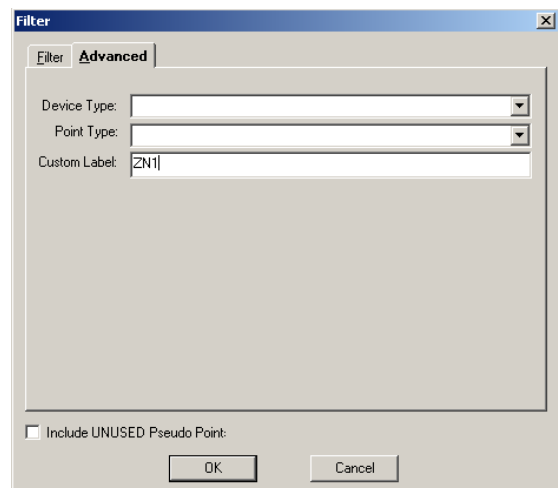 Filter
Filter Advanced
Device Type:
Point Type:
Custom Label: ZN1
Include UNUSED Pseudo Point:
OK Cancel